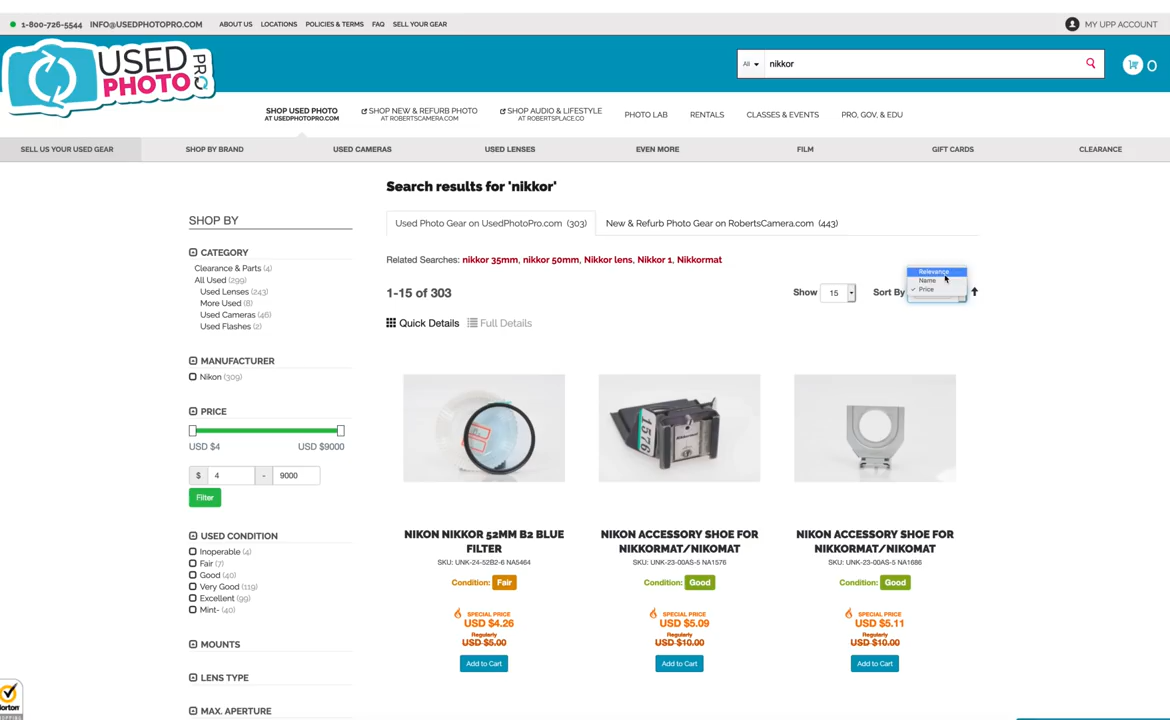 1-800-726-5544 INFO@USEDPHOTOPRO.COM ABOUT US LOCATIONS POLICIES & TERMS FAQ SELL YOUR GEAR MY UPP ACCOUNT
USED PHOTO PRO
All nikkor 0
SHOP USED PHOTO
AT USEDPHOTOPRO.COM
SHOP NEW & REFURB PHOTO
AT ROBERTSCAMERA.COM
SHOP AUDIO & LIFESTYLE
AT ROBERTSPLACE.CO
PHOTO LAB RENTALS CLASSES & EVENTS PRO, GOV, & EDU
SELL US YOUR USED GEAR SHOP BY BRAND USED CAMERAS USED LENSES EVEN MORE FILM GIFT CARDS CLEARANCE
Search results for 'nikkor'
Used Photo Gear on UsedPhotoPro.com (303) New & Refurb Photo Gear on RobertsCamera.com (443)
Related Searches: nikkor 35mm, nikkor 50mm, Nikkor lens, Nikkor 1, Nikkormat
1-15 of 303 Show 15 Sort By
Relevance
Name
✓ Price
Quick Details Full Details
SHOP BY
CATEGORY
Clearance & Parts (4)
All Used (299)
Used Lenses (243)
More Used (8)
Used Cameras (46)
Used Flashes (2)
MANUFACTURER
Nikon (309)
PRICE
USD $4 USD $9000
$ 4 - 9000
Filter
USED CONDITION
Inoperable (4)
Fair (7)
Good (40)
Very Good (119)
Excellent (99)
Mint- (40)
MOUNTS
LENS TYPE
MAX. APERTURE
1576
NIKON NIKKOR 52MM B2 BLUE
FILTER
SKU: UNK-24-52B2-6 NA5464
Condition: Fair
SPECIAL PRICE
USD $4.26
Regularly
USD $5.00
Add to Cart
NIKON ACCESSORY SHOE FOR
NIKKORMAT/NIKOMAT
SKU: UNK-23-00AS-5 NA1576
Condition: Good
SPECIAL PRICE
USD $5.09
Regularly
USD $10.00
Add to Cart
NIKON ACCESSORY SHOE FOR
NIKKORMAT/NIKOMAT
SKU: UNK-23-00AS-5 NA1686
Condition: Good
SPECIAL PRICE
USD $5.11
Regularly
USD $10.00
Add to Cart